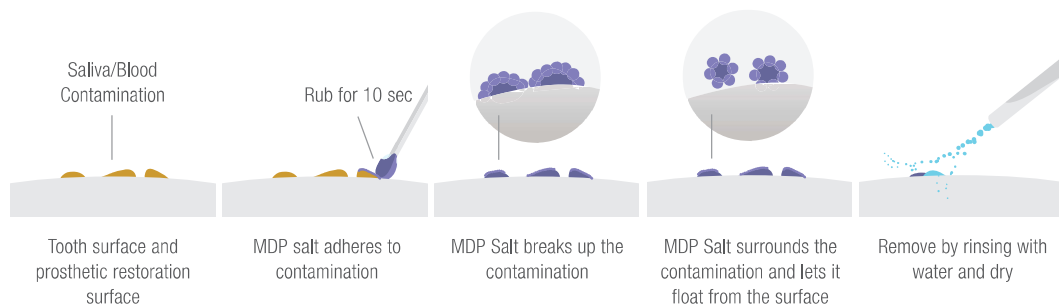 Saliva/Blood
Contamination
Rub for 10 sec
Tooth surface and
prosthetic restoration
surface
MDP salt adheres to
contamination
MDP Salt breaks up the
contamination
MDP Salt surrounds the
contamination and lets it
float from the surface
Remove by rinsing with
water and dry